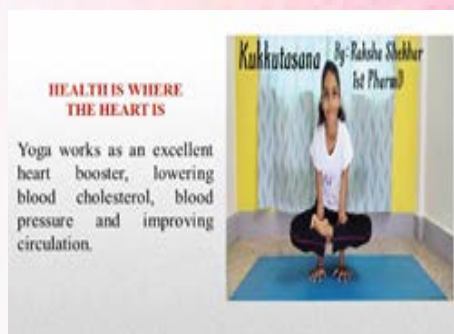 HEALTH IS WHERE
THE HEART IS
Yoga works as an excellent
heart booster, lowering
blood cholesterol, blood
pressure and improving
circulation.
Kukkutasana
By- Raksha Shekhar
1st PharmD